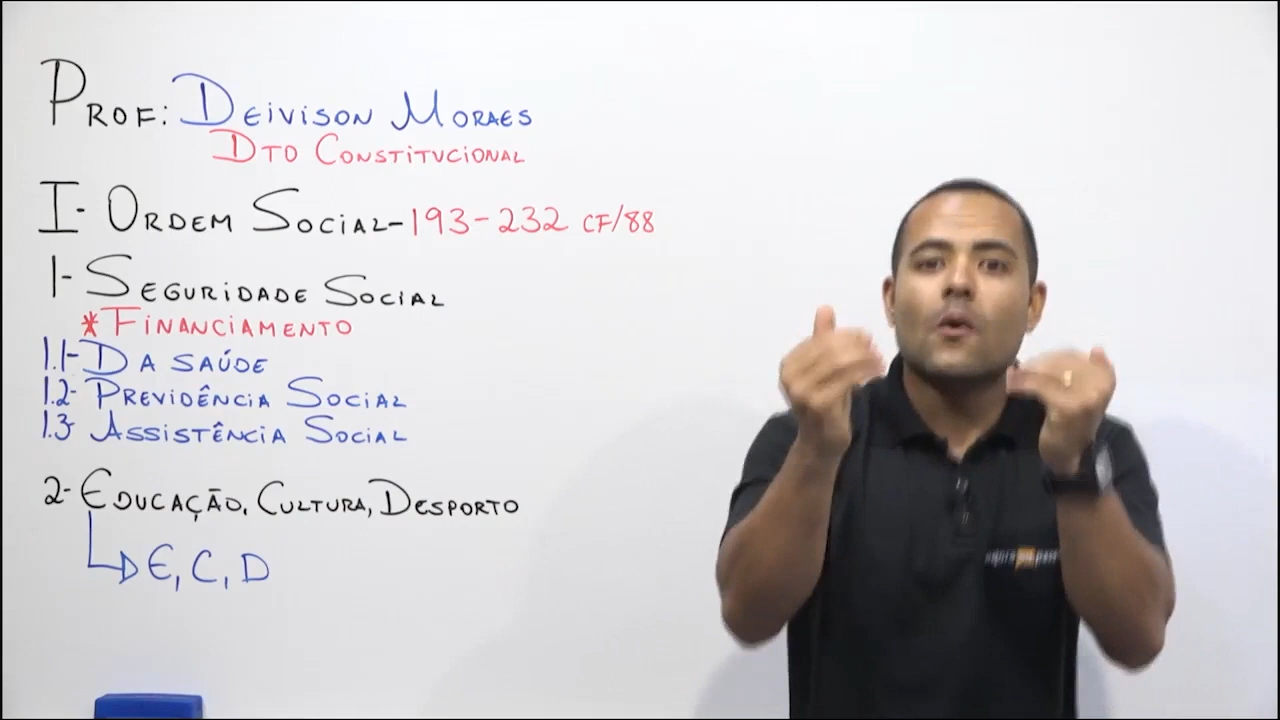 PROF: DEIVISON MORAES
DTO CONSTITUCIONAL
I- ORDEM SOCIAL-193-232 CF/88
1- SEGURIDADE SOCIAL
*FINANCIAMENTO
1.1- DA SAÚDE
1.2- PREVIDÊNCIA SOCIAL
1.3- ASSISTÊNCIA SOCIAL
2- EDUCAÇÃO, CULTURA, DESPORTO
E, C, D